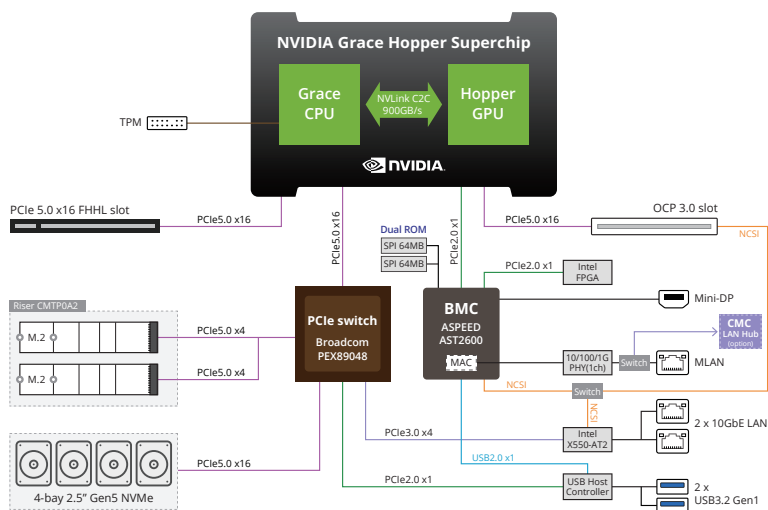 NVIDIA Grace Hopper Superchip
Grace
CPU
NVLink C2C
900GB/s
Hopper
GPU
TPM
NVIDIA.
PCIe 5.0 x16 FHHL slot
PCIe5.0 x16
PCIe5.0 x16
PCIe2.0 x1
PCIe5.0 x16
OCP 3.0 slot
NCSI
Dual ROM
SPI 64MB
SPI 64MB
PCIe2.0 x1
Intel
FPGA
Riser CMTP0A2
M.2
PCIe5.0 x4
M.2
PCIe5.0 x4
PCIe switch
Broadcom
PEX89048
BMC
ASPEED
AST2600
MAC
Mini-DP
CMC
LAN Hub
(option)
10/100/1G
PHY(1ch)
Switch
MLAN
NCSI
Switch
NCSI
PCIe3.0 x4
Intel
X550-AT2
2 x 10GbE LAN
4-bay 2.5" Gen5 NVMe
PCIe5.0 x16
USB2.0 x1
PCIe2.0 x1
USB Host
Controller
2 x
USB3.2 Gen1